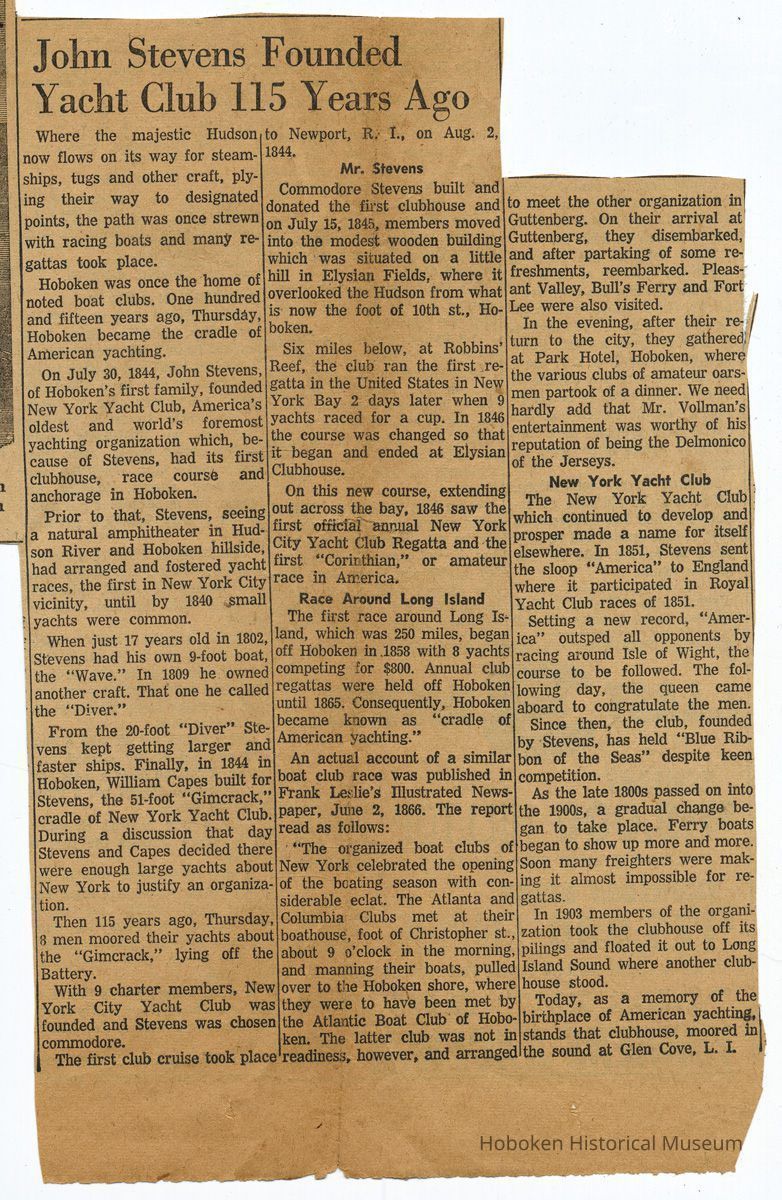 John Stevens Founded
Yacht Club 115 Years Ago
Where the majestic Hudson
now flows on its way for steam-
ships, tugs and other craft, ply-
ing their way to designated
points, the path was once strewn
with racing boats and many re-
gattas took place.
Hoboken was once the home of
noted boat clubs. One hundred
and fifteen years ago, Thursday,
Hoboken became the cradle of
American yachting.
On July 30, 1844, John Stevens,
of Hoboken's first family, founded
New York Yacht Club, America's
oldest and world's foremost
yachting organization which, be-
cause of Stevens, had its first
clubhouse, race course and
anchorage in Hoboken.
Prior to that, Stevens, seeing
a natural amphitheater in Hud-
son River and Hoboken hillside,
had arranged and fostered yacht
races, the first in New York City
vicinity, until by 1840 small
yachts were common.
When just 17 years old in 1802,
Stevens had his own 9-foot boat,
the "Wave." In 1809 he owned
another craft. That one he called
the "Diver."
From the 20-foot "Diver" Ste-
vens kept getting larger and
faster ships. Finally, in 1844 in
Hoboken, William Capes built for
Stevens, the 51-foot "Gimcrack,"
cradle of New York Yacht Club.
During a discussion that day
Stevens and Capes decided there
were enough large yachts about
New York to justify an organiza-
tion.
Then 115 years ago, Thursday,
8 men moored their yachts about
the "Gimcrack," lying off the
Battery.
With 9 charter members, New
York City Yacht Club was
founded and Stevens was chosen
commodore.
The first club cruise took place
to Newport, R. I., on Aug. 2,
1844.
Mr. Stevens
Commodore Stevens built and
donated the first clubhouse and
on July 15, 1845, members moved
into the modest wooden building
which was situated on a little
hill in Elysian Fields, where it
overlooked the Hudson from what
is now the foot of 10th st., Ho-
boken.
Six miles below, at Robbins'
Reef, the club ran the first re-
gatta in the United States in New
York Bay 2 days later when 9
yachts raced for a cup. In 1846
the course was changed so that
it began and ended at Elysian
Clubhouse.
On this new course, extending
out across the bay, 1846 saw the
first official annual New York
City Yacht Club Regatta and the
first "Corinthian," or amateur
race in America.
Race Around Long Island
The first race around Long Is-
land, which was 250 miles, began
off Hoboken in 1858 with 8 yachts
competing for $800. Annual club
regattas were held off Hoboken
until 1865. Consequently, Hoboken
became known as "cradle of
American yachting."
An actual account of a similar
boat club race was published in
Frank Leslie's Illustrated News-
paper, June 2, 1866. The report
read as follows:
"The organized boat clubs of
New York celebrated the opening
of the boating season with con-
siderable eclat. The Atlanta and
Columbia Clubs met at their
boathouse, foot of Christopher st.,
about 9 o'clock in the morning,
and manning their boats, pulled
over to the Hoboken shore, where
they were to have been met by
the Atlantic Boat Club of Hobo-
ken. The latter club was not in
readiness, however, and arranged
to meet the other organization in
Guttenberg. On their arrival at
Guttenberg, they disembarked,
and after partaking of some re-
freshments, reembarked. Pleas-
ant Valley, Bull's Ferry and Fort
Lee were also visited.
In the evening, after their re-
turn to the city, they gathered
at Park Hotel, Hoboken, where
the various clubs of amateur oars-
men partook of a dinner. We need
hardly add that Mr. Vollman's
entertainment was worthy of his
reputation of being the Delmonico
of the Jerseys.
New York Yacht Club
The New York Yacht Club
which continued to develop and
prosper made a name for itself
elsewhere. In 1851, Stevens sent
the sloop "America" to England
where it participated in Royal
Yacht Club races of 1851.
Setting a new record, "Amer-
ica" outsped all opponents by
racing around Isle of Wight, the
course to be followed. The fol-
lowing day, the queen came
aboard to congratulate the men.
Since then, the club, founded
by Stevens, has held "Blue Rib-
bon of the Seas" despite keen
competition.
As the late 1800s passed on into
the 1900s, a gradual change be-
gan to take place. Ferry boats
began to show up more and more.
Soon many freighters were mak-
ing it almost impossible for re-
gattas.
In 1903 members of the organi-
zation took the clubhouse off its
pilings and floated it out to Long
Island Sound where another club-
house stood.
Today, as a memory of the
birthplace of American yachting,
stands that clubhouse, moored in
the sound at Glen Cove, L. I.
Hoboken Historical Museum